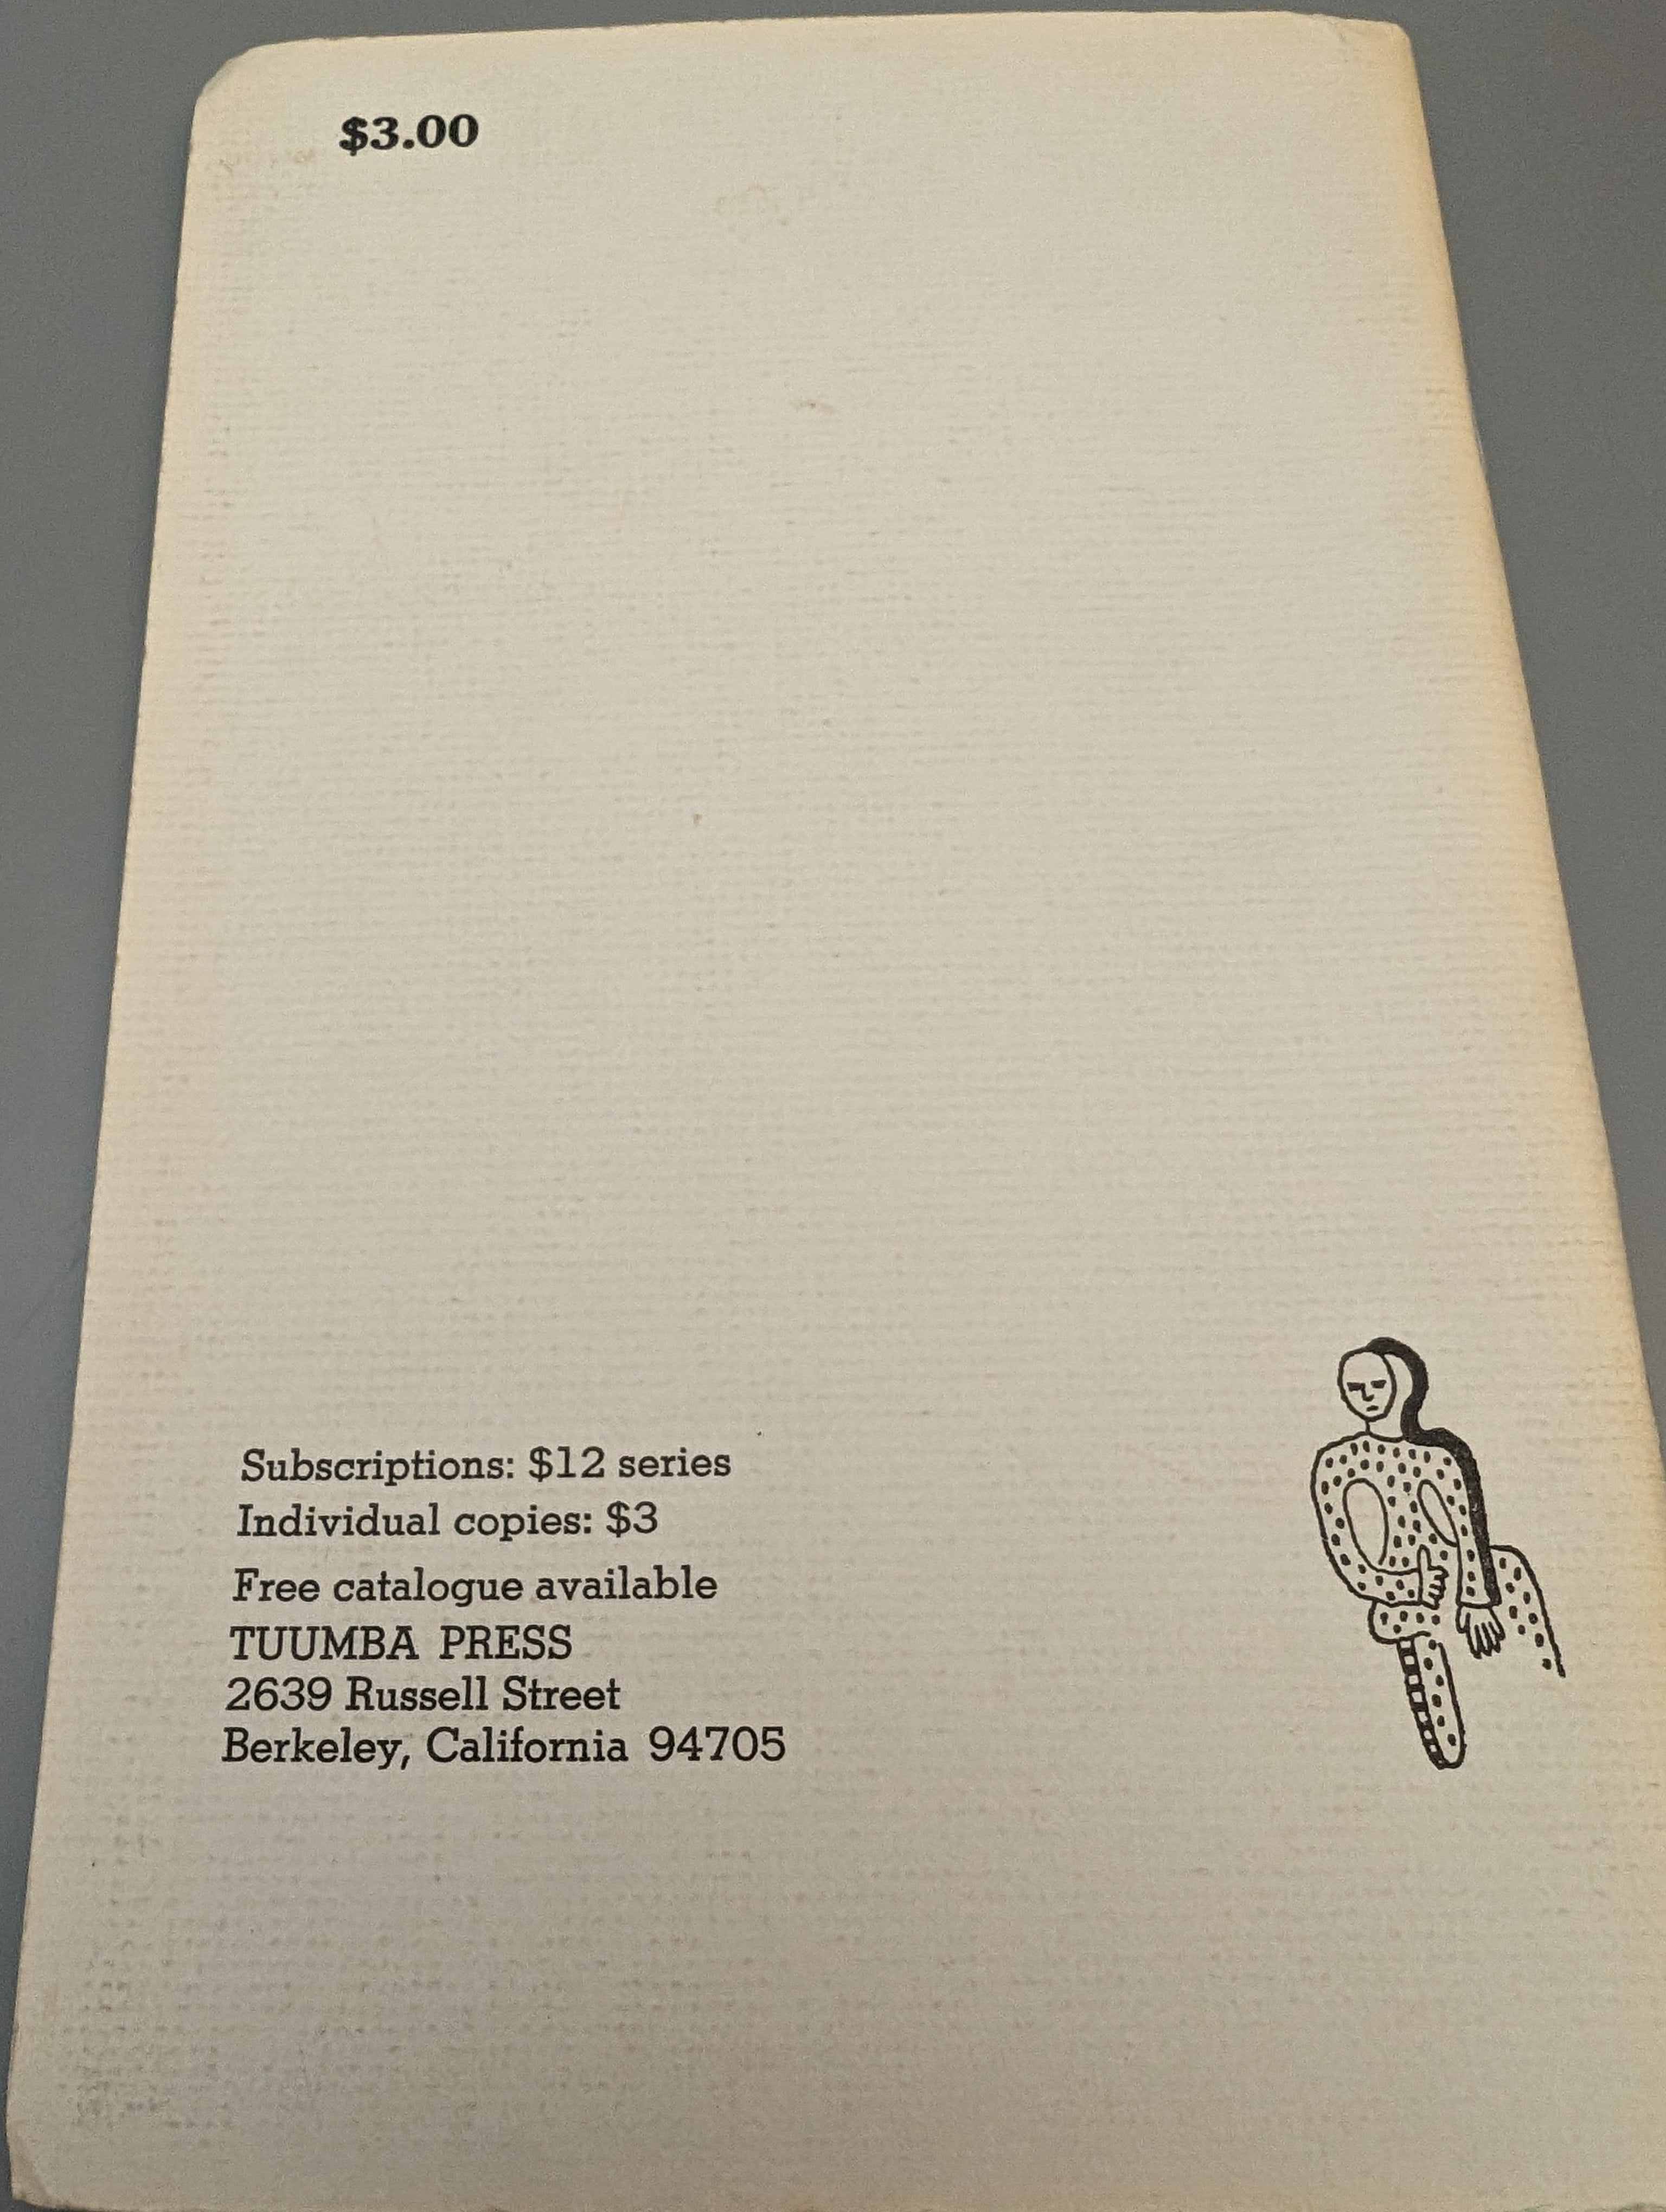 $3.00
Subscriptions: $12 series
Individual copies: $3
Free catalogue available
TUUMBA PRESS
2639 Russell Street
Berkeley, California 94705